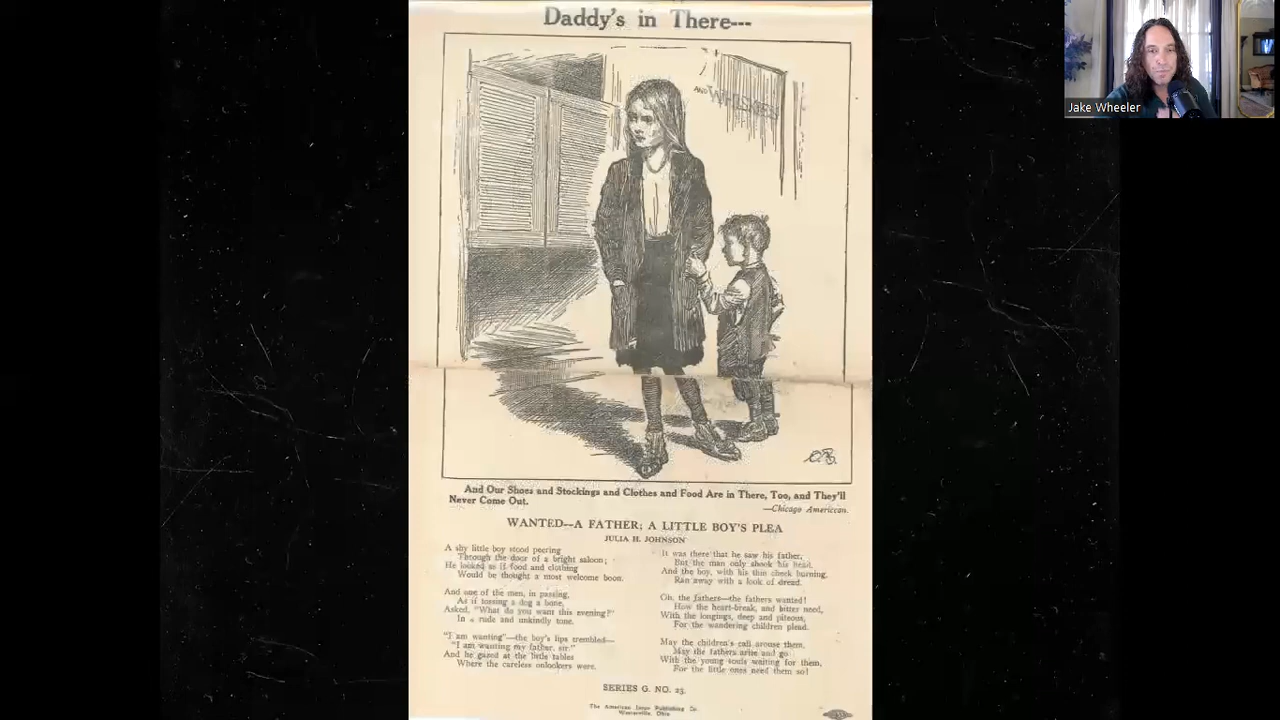 Daddy's in There---
AND WHISKIES
And Our Shoes and Stockings and Clothes and Food Are in There, Too, and They'll
Never Come Out.
—Chicago American.
WANTED--A FATHER; A LITTLE BOY'S PLEA
JULIA H. JOHNSON
A shy little boy stood peering
Through the door of a bright saloon;
He looked as if food and clothing
Would be thought a most welcome boon.
And one of the men, in passing,
As if tossing a dog a bone,
Asked, "What do you want this evening?"
In a rude and unkindly tone.
"I am wanting"—the boy's lips trembled—
"I am wanting my father, sir."
And he gazed at the little tables
Where the careless onlookers were.
It was there that he saw his father,
But the man only shook his head,
And the boy, with his thin cheek burning,
Ran away with a look of dread.
Oh, the fathers—the fathers wanted!
How the heart-break, and bitter need,
With the longings, deep and piteous,
For the wandering children plead.
May the children's call arouse them,
May the fathers arise and go
With the young souls waiting for them,
For the little ones need them so!
SERIES G. NO. 23.
The American Issue Publishing Co.
Westerville, Ohio
Jake Wheeler